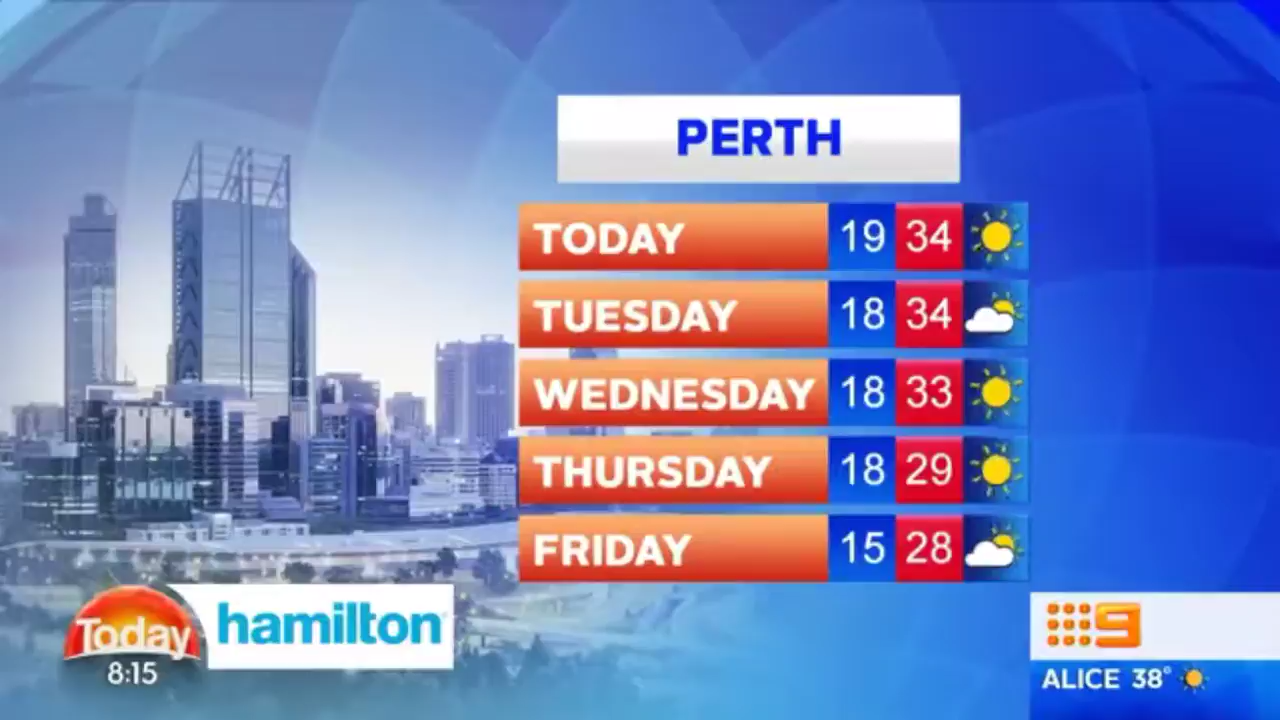 PERTH
TODAY 19 34
TUESDAY 18 34
WEDNESDAY 18 33
THURSDAY 18 29
FRIDAY 15 28
Today
8:15
hamilton
9
ALICE 38°